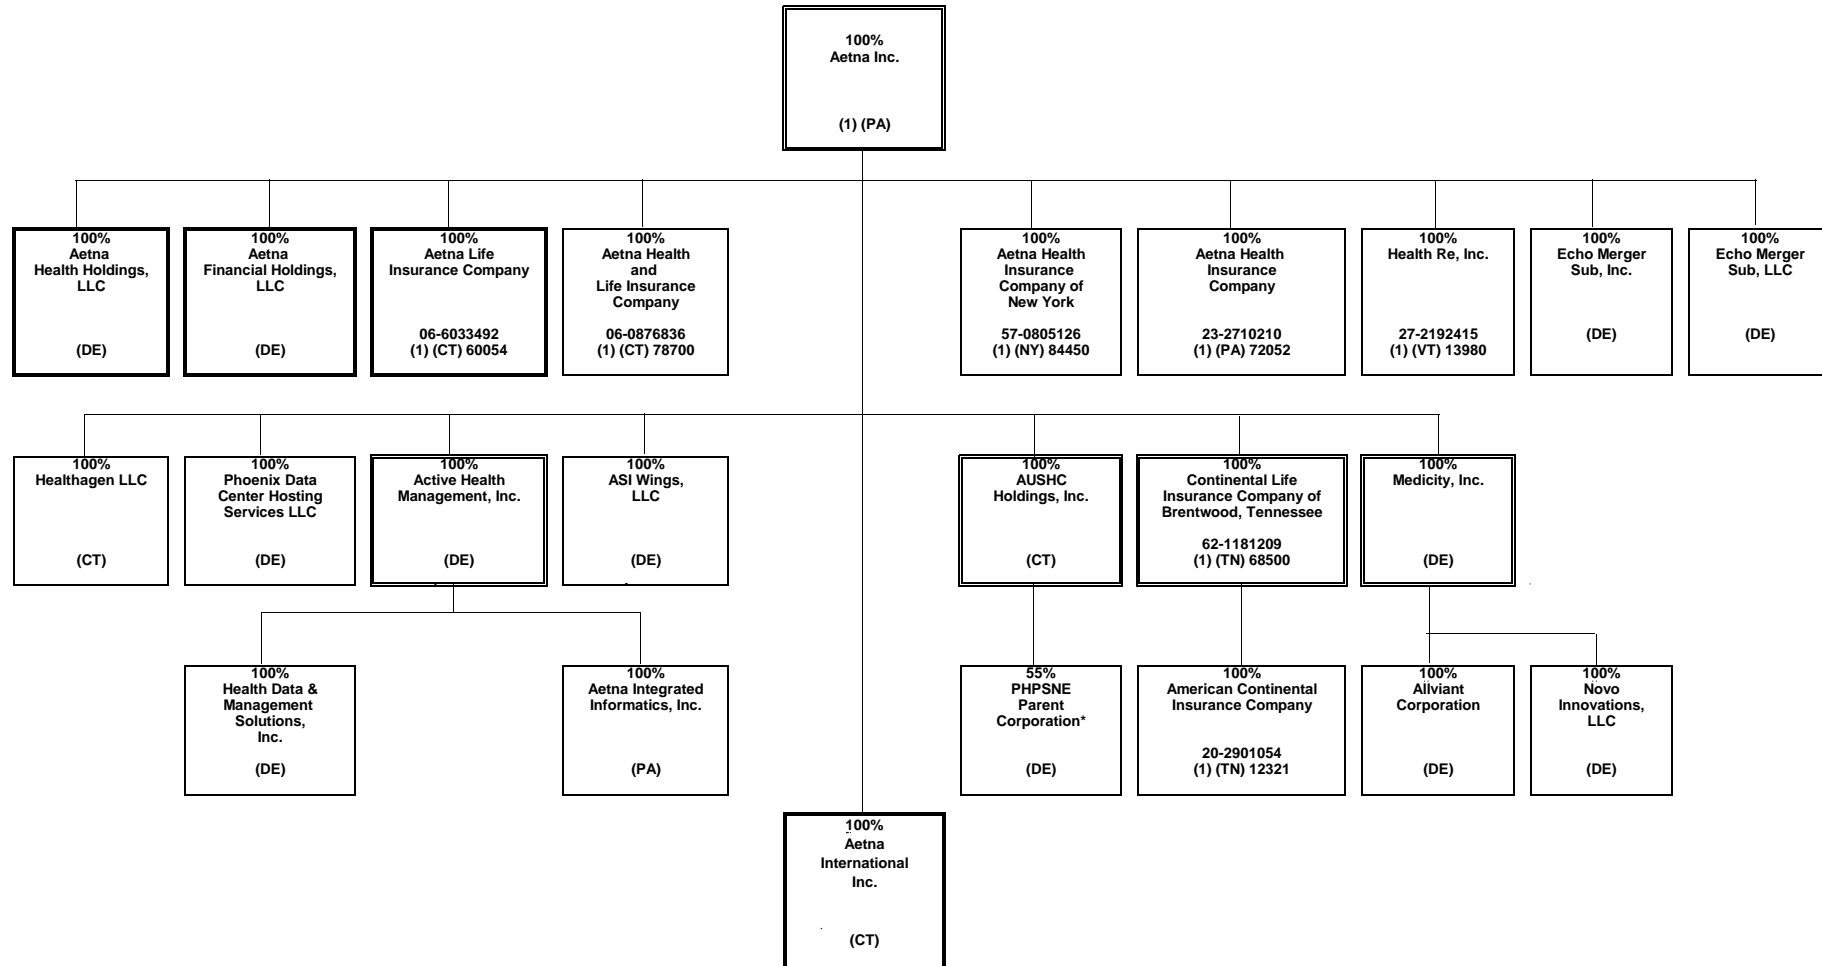 100%
Aetna Inc.
(1) (PA)
100%
Aetna
Health Holdings,
LLC
(DE)
100%
Aetna
Financial Holdings,
LLC
(DE)
100%
Aetna Life
Insurance Company
06-6033492
(1) (CT) 60054
100%
Aetna Health
and
Life Insurance
Company
06-0876836
(1) (CT) 78700
100%
Aetna Health
Insurance
Company of
New York
57-0805126
(1) (NY) 84450
100%
Aetna Health
Insurance
Company
23-2710210
(1) (PA) 72052
100%
Health Re, Inc.
27-2192415
(1) (VT) 13980
100%
Echo Merger
Sub, Inc.
(DE)
100%
Echo Merger
Sub, LLC
(DE)
100%
Healthagen LLC
(CT)
100%
Phoenix Data
Center Hosting
Services LLC
(DE)
100%
Active Health
Management, Inc.
(DE)
100%
ASI Wings,
LLC
(DE)
100%
AUSHC
Holdings, Inc.
(CT)
100%
Continental Life
Insurance Company of
Brentwood, Tennessee
62-1181209
(1) (TN) 68500
100%
Medicity, Inc.
(DE)
100%
Health Data &
Management
Solutions,
Inc.
(DE)
100%
Aetna Integrated
Informatics, Inc.
(PA)
55%
PHPSNE
Parent
Corporation*
(DE)
100%
American Continental
Insurance Company
20-2901054
(1) (TN) 12321
100%
Allviant
Corporation
(DE)
100%
Novo
Innovations,
LLC
(DE)
100%
Aetna
International
Inc.
(CT)